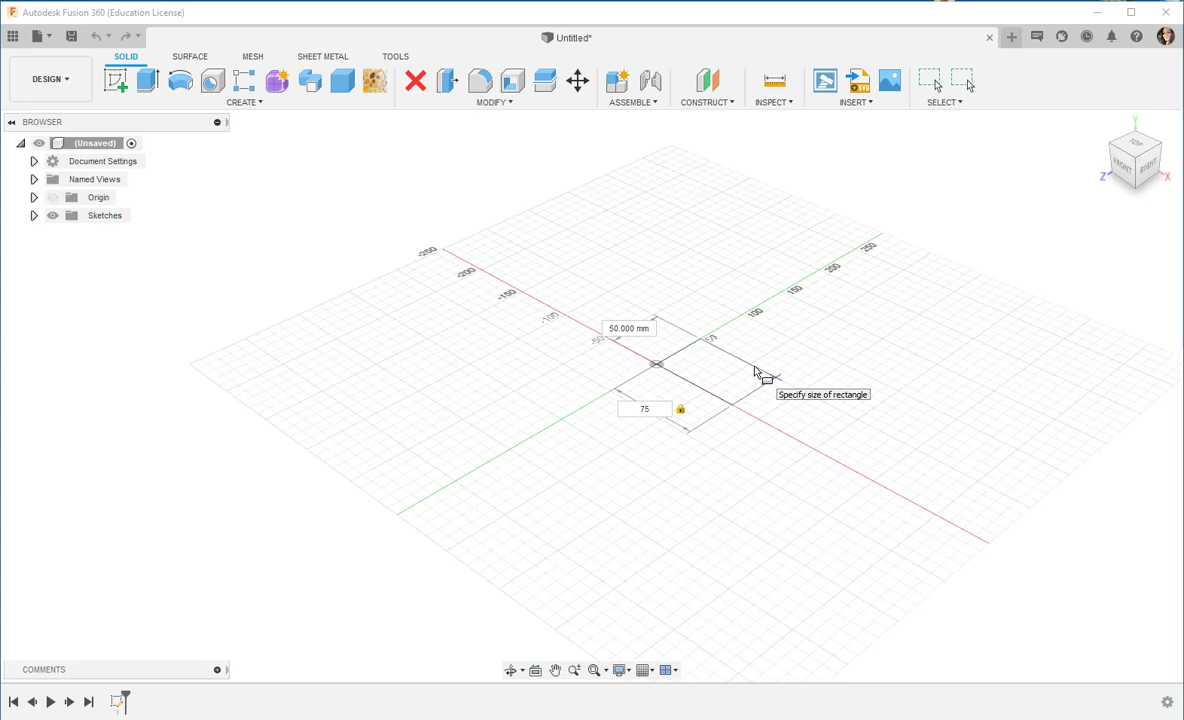 Autodesk Fusion 360 (Education License)
Untitled*
SOLID SURFACE MESH SHEET METAL TOOLS
DESIGN
CREATE MODIFY ASSEMBLE CONSTRUCT INSPECT INSERT SELECT
SVG
BROWSER
(Unsaved)
Document Settings
Named Views
Origin
Sketches
Y
TOP
FRONT
RIGHT
Z
X
-250
-200
-150
-100
-50
250
200
150
100
50
50.000 mm
75
Specify size of rectangle
COMMENTS